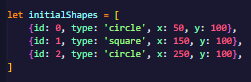 let initialShapes = [
{id: 0, type: 'circle', x: 50, y: 100},
{id: 1, type: 'square', x: 150, y: 100},
{id: 2, type: 'circle', x: 250, y: 100},
]